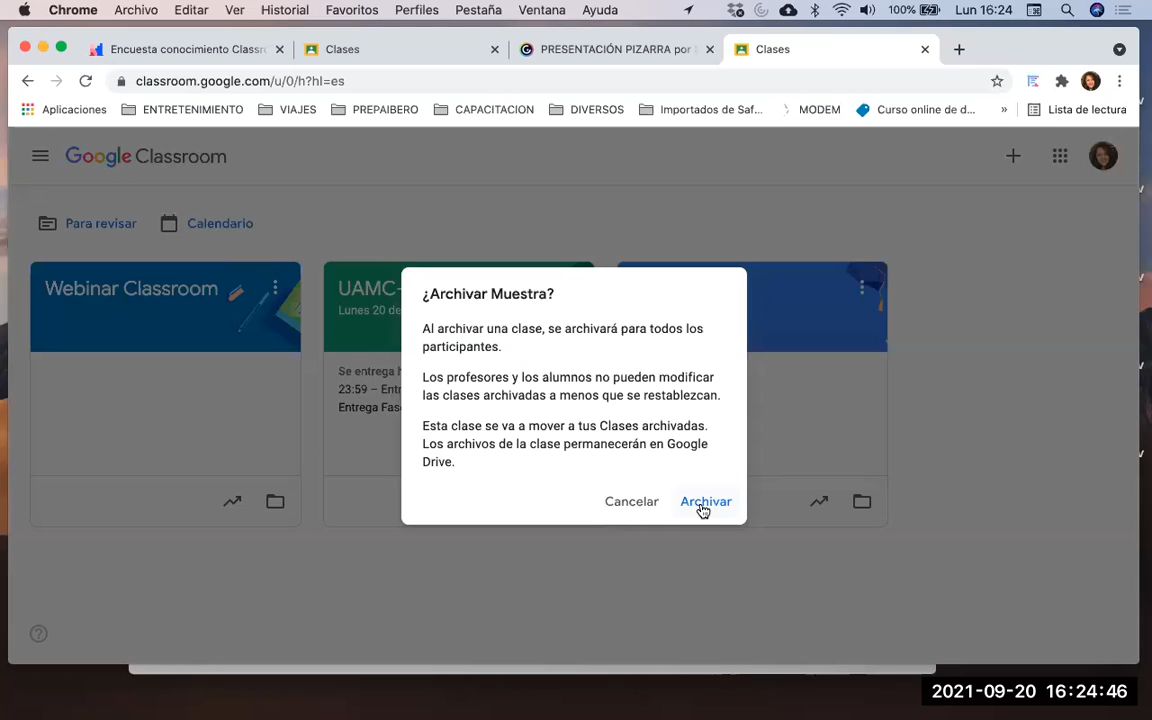 Chrome Archivo Editar Ver Historial Favoritos Perfiles Pestaña Ventana Ayuda 100% Lun 16:24
Encuesta conocimiento Classr Clases PRESENTACIÓN PIZARRA por Clases
classroom.google.com/u/0/h?hl=es
Aplicaciones ENTRETENIMIENTO VIAJES PREPAIBERO CAPACITACION DIVERSOS Importados de Saf... MODEM Curso online de d... » Lista de lectura
Google Classroom
Para revisar Calendario
Webinar Classroom
UAMC-
Lunes 20 de
Se entrega h
23:59 – Entr
Entrega Fas
¿Archivar Muestra?
Al archivar una clase, se archivará para todos los
participantes.
Los profesores y los alumnos no pueden modificar
las clases archivadas a menos que se restablezcan.
Esta clase se va a mover a tus Clases archivadas.
Los archivos de la clase permanecerán en Google
Drive.
Cancelar Archivar
2021-09-20 16:24:46